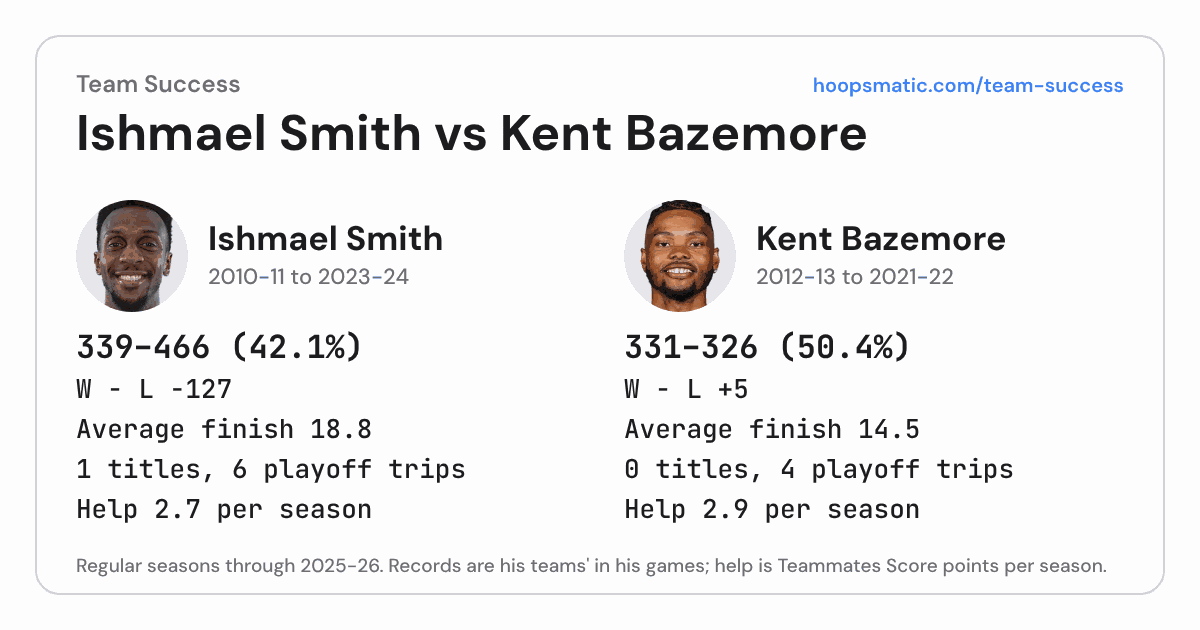 Team Success
hoopsmatic.com/team-success
Ishmael Smith vs Kent Bazemore
Ishmael Smith
2010-11 to 2023-24
339-466 (42.1%)
W - L -127
Average finish 18.8
1 titles, 6 playoff trips
Help 2.7 per season
Kent Bazemore
2012-13 to 2021-22
331-326 (50.4%)
W - L +5
Average finish 14.5
0 titles, 4 playoff trips
Help 2.9 per season
Regular seasons through 2025-26. Records are his teams' in his games; help is Teammates Score points per season.